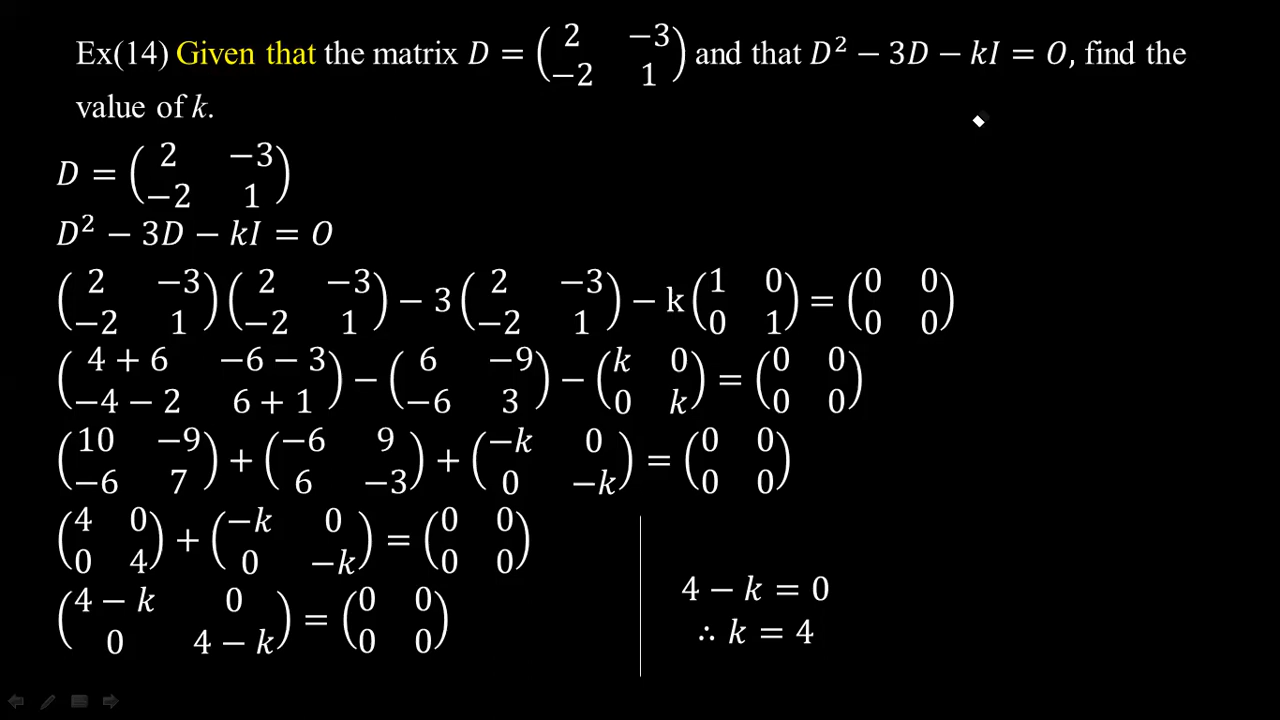 Ex(14) Given that the matrix D = (2 −3; −2 1) and that D² − 3D − kI = O, find the
value of k.
D = (2 −3; −2 1)
D² − 3D − kI = O
(2 −3; −2 1)(2 −3; −2 1) − 3(2 −3; −2 1) − k(1 0; 0 1) = (0 0; 0 0)
(4 + 6 −6 − 3; −4 − 2 6 + 1) − (6 −9; −6 3) − (k 0; 0 k) = (0 0; 0 0)
(10 −9; −6 7) + (−6 9; 6 −3) + (−k 0; 0 −k) = (0 0; 0 0)
(4 0; 0 4) + (−k 0; 0 −k) = (0 0; 0 0)
(4 − k 0; 0 4 − k) = (0 0; 0 0)
4 − k = 0
∴ k = 4